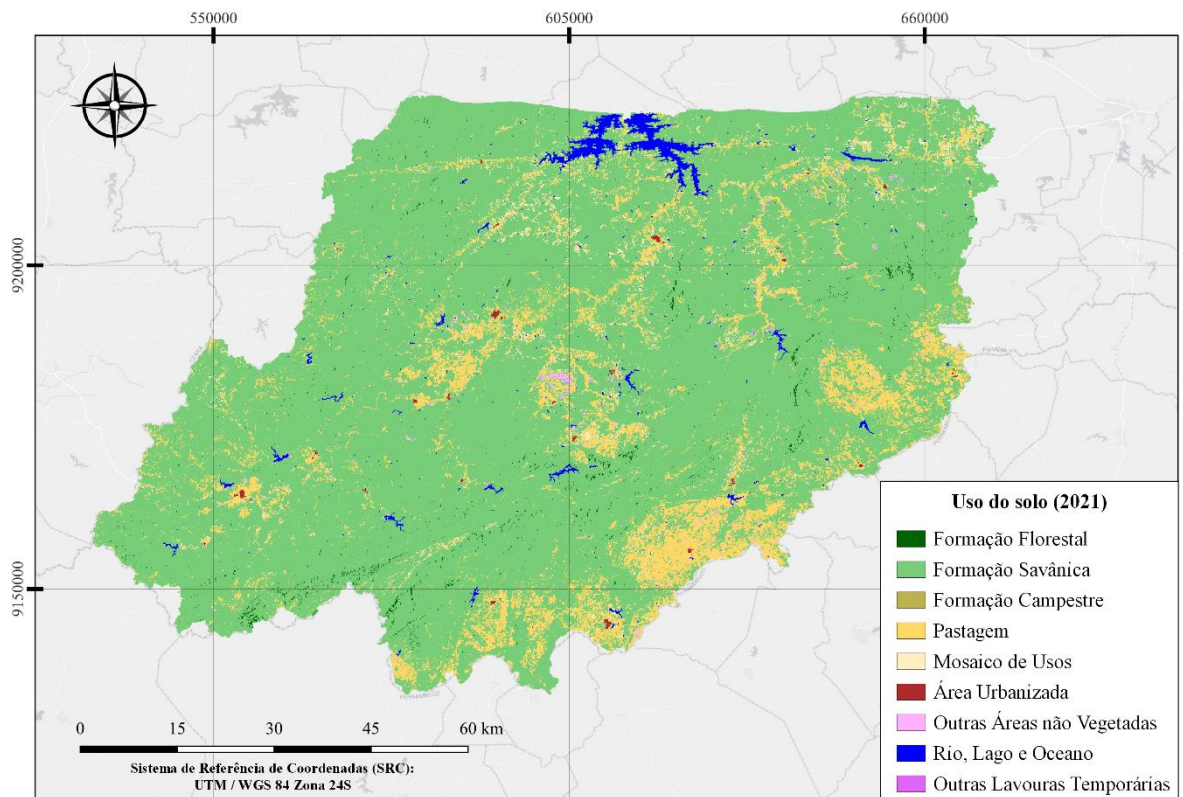 550000
605000
660000
9200000
9150000
Uso do solo (2021)
Formação Florestal
Formação Savânica
Formação Campestre
Pastagem
Mosaico de Usos
Área Urbanizada
Outras Áreas não Vegetadas
Rio, Lago e Oceano
Outras Lavouras Temporárias
0 15 30 45 60 km
Sistema de Referência de Coordenadas (SRC):
UTM / WGS 84 Zona 24S